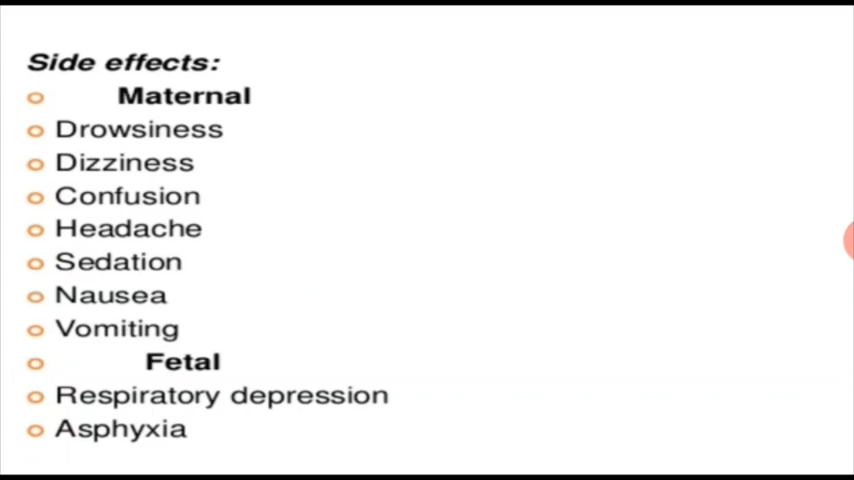 Side effects:
Maternal
Drowsiness
Dizziness
Confusion
Headache
Sedation
Nausea
Vomiting
Fetal
Respiratory depression
Asphyxia